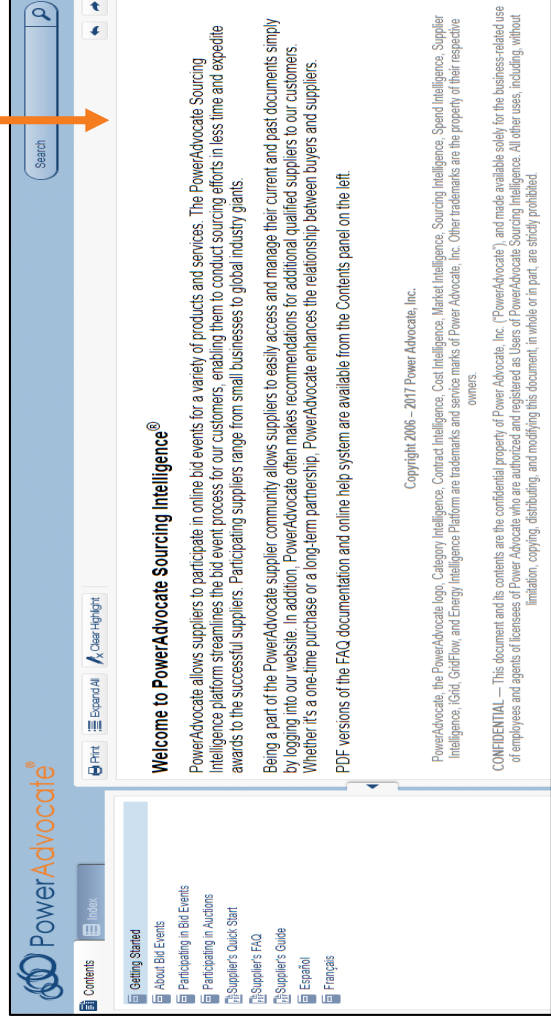 PowerAdvocate®
Search
Contents
Index
Print
Expand All
Clear Highlight
Getting Started
About Bid Events
Participating in Bid Events
Participating in Auctions
Supplier's Quick Start
Supplier's FAQ
Supplier's Guide
Español
Français
Welcome to PowerAdvocate Sourcing Intelligence®
PowerAdvocate allows suppliers to participate in online bid events for a variety of products and services. The PowerAdvocate Sourcing
Intelligence platform streamlines the bid event process for our customers, enabling them to conduct sourcing efforts in less time and expedite
awards to the successful suppliers. Participating suppliers range from small businesses to global industry giants.
Being a part of the PowerAdvocate supplier community allows suppliers to easily access and manage their current and past documents simply
by logging into our website. In addition, PowerAdvocate often makes recommendations for additional qualified suppliers to our customers.
Whether it's a one-time purchase or a long-term partnership, PowerAdvocate enhances the relationship between buyers and suppliers.
PDF versions of the FAQ documentation and online help system are available from the Contents panel on the left.
Copyright 2006 – 2017 Power Advocate, Inc.
PowerAdvocate, the PowerAdvocate logo, Category Intelligence, Contract Intelligence, Cost Intelligence, Market Intelligence, Sourcing Intelligence, Spend Intelligence, Supplier
Intelligence, iGrid, GridFlow, and Energy Intelligence Platform are trademarks and service marks of Power Advocate, Inc. Other trademarks are the property of their respective
owners.
CONFIDENTIAL — This document and its contents are the confidential property of Power Advocate, Inc. ("PowerAdvocate"), and made available solely for the business-related use
of employees and agents of licensees of Power Advocate who are authorized and registered as Users of PowerAdvocate Sourcing Intelligence. All other uses, including, without
limitation, copying, distributing, and modifying this document, in whole or in part, are strictly prohibited.